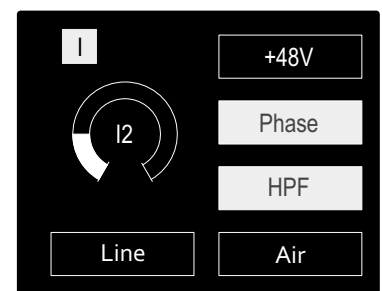 I
+48V
I2
Phase
HPF
Line
Air